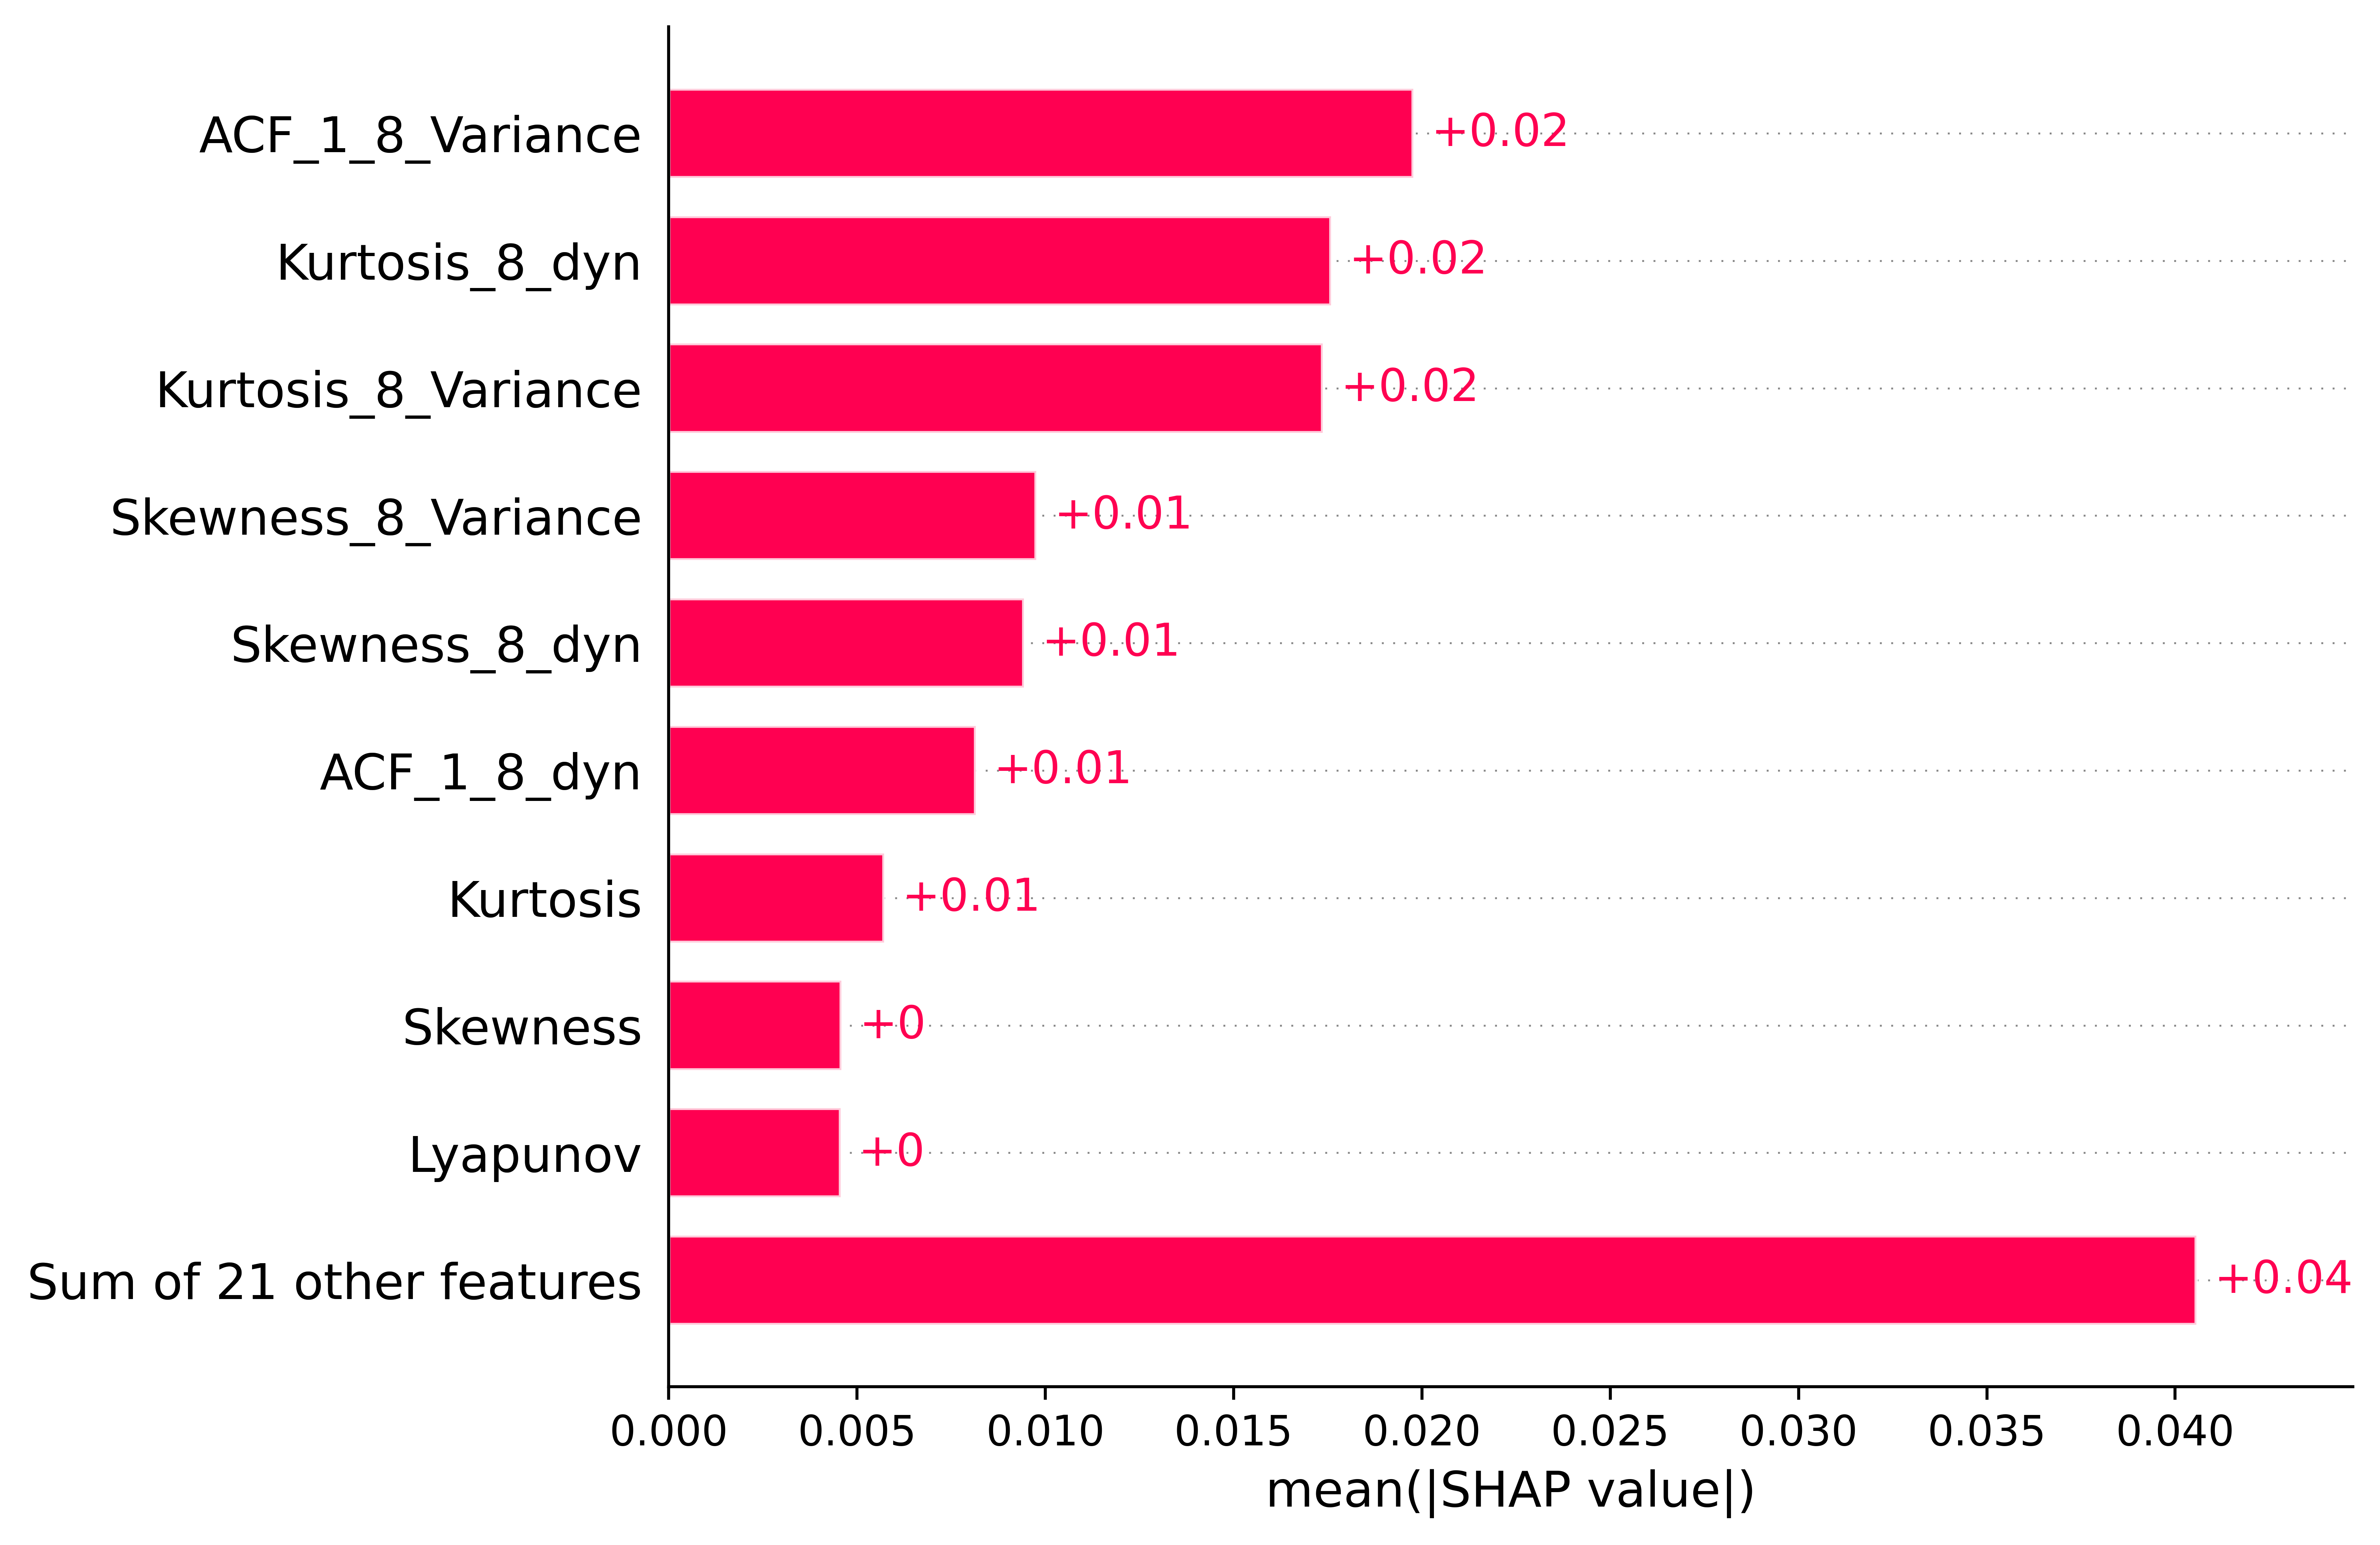 ACF_1_8_Variance +0.02
Kurtosis_8_dyn +0.02
Kurtosis_8_Variance +0.02
Skewness_8_Variance +0.01
Skewness_8_dyn +0.01
ACF_1_8_dyn +0.01
Kurtosis +0.01
Skewness +0
Lyapunov +0
Sum of 21 other features +0.04
0.000 0.005 0.010 0.015 0.020 0.025 0.030 0.035 0.040
mean(|SHAP value|)